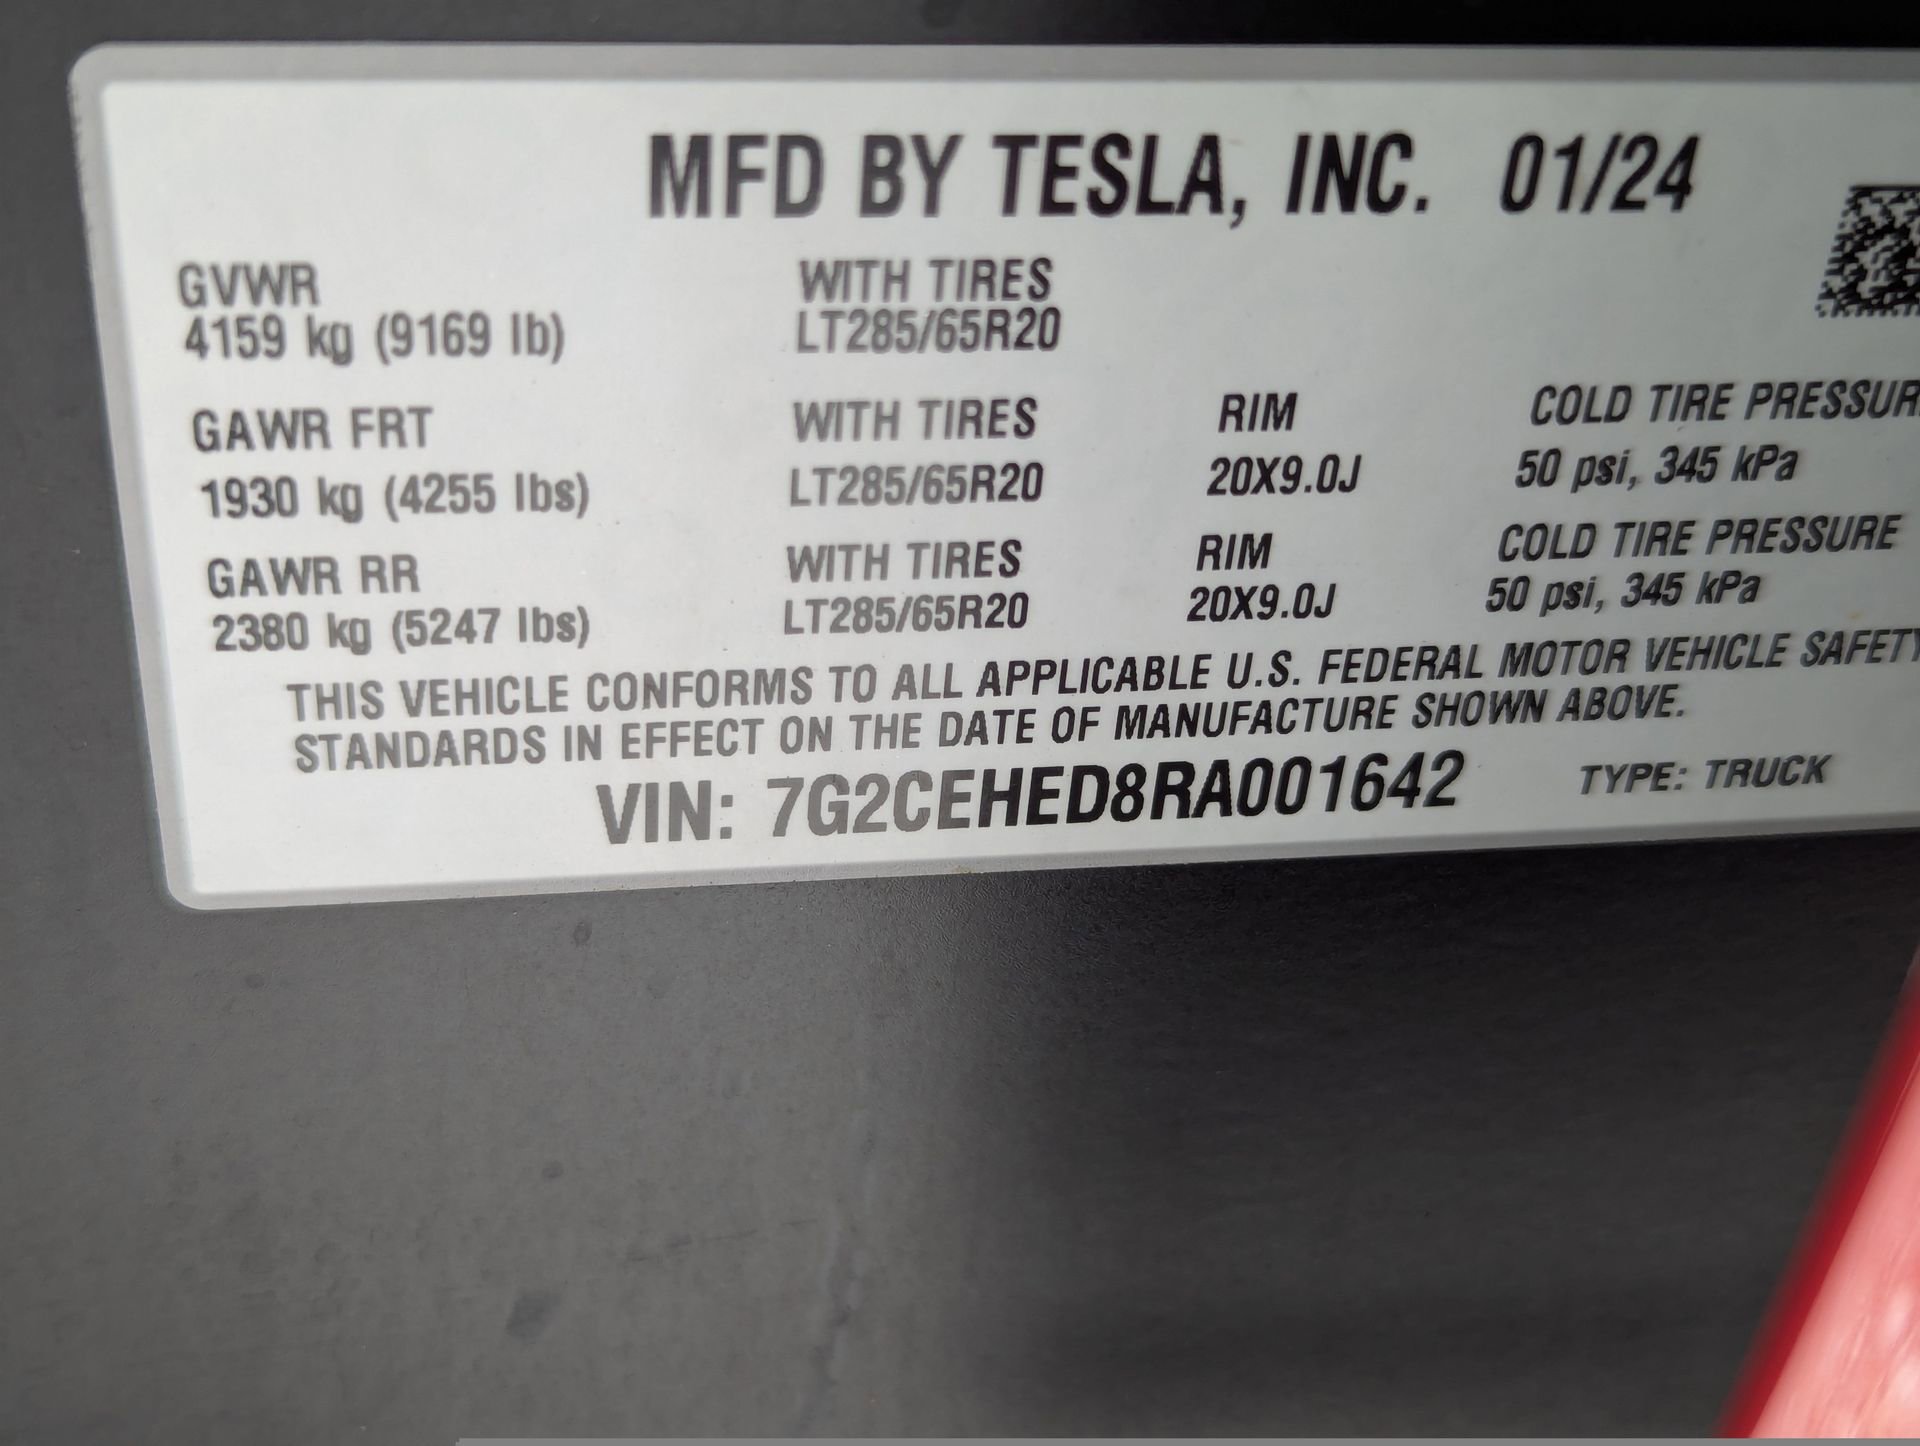 MFD BY TESLA, INC. 01/24
GVWR WITH TIRES
4159 kg (9169 lb) LT285/65R20
GAWR FRT WITH TIRES RIM COLD TIRE PRESSUR
1930 kg (4255 lbs) LT285/65R20 20X9.0J 50 psi, 345 kPa
GAWR RR WITH TIRES RIM COLD TIRE PRESSURE
2380 kg (5247 lbs) LT285/65R20 20X9.0J 50 psi, 345 kPa
THIS VEHICLE CONFORMS TO ALL APPLICABLE U.S. FEDERAL MOTOR VEHICLE SAFETY
STANDARDS IN EFFECT ON THE DATE OF MANUFACTURE SHOWN ABOVE.
VIN: 7G2CEHED8RA001642 TYPE: TRUCK